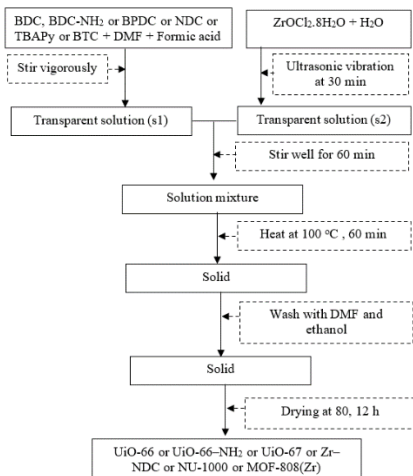 BDC, BDC-NH2 or BPDC or NDC or
TBAPy or BTC + DMF + Formic acid
ZrOCl2.8H2O + H2O
Stir vigorously
Ultrasonic vibration
at 30 min
Transparent solution (s1)
Transparent solution (s2)
Stir well for 60 min
Solution mixture
Heat at 100 °C , 60 min
Solid
Wash with DMF and
ethanol
Solid
Drying at 80, 12 h
UiO-66 or UiO-66–NH2 or UiO-67 or Zr–
NDC or NU-1000 or MOF-808(Zr)